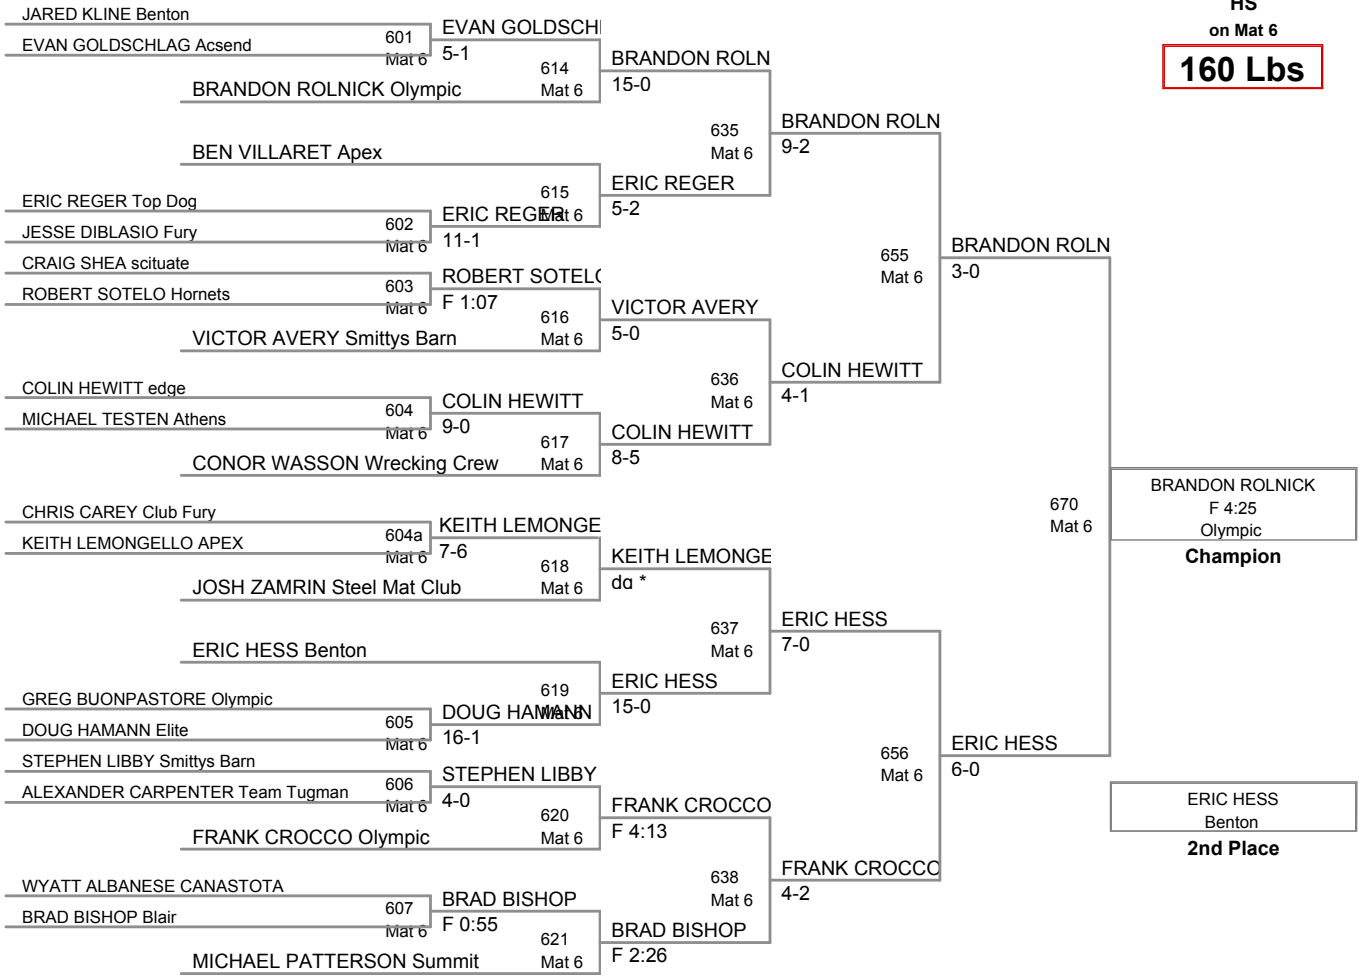 HS
on Mat 6
160 Lbs
JARED KLINE Benton
EVAN GOLDSCHLAG Acsend
601
Mat 6
EVAN GOLDSCH
5-1
BRANDON ROLNICK Olympic
614
Mat 6
BRANDON ROLN
15-0
BEN VILLARET Apex
ERIC REGER Top Dog
JESSE DIBLASIO Fury
602
Mat 6
ERIC REGER
11-1
615
Mat 6
ERIC REGER
5-2
635
Mat 6
BRANDON ROLN
9-2
CRAIG SHEA scituate
ROBERT SOTELO Hornets
603
Mat 6
ROBERT SOTELO
F 1:07
VICTOR AVERY Smittys Barn
616
Mat 6
VICTOR AVERY
5-0
COLIN HEWITT edge
MICHAEL TESTEN Athens
604
Mat 6
COLIN HEWITT
9-0
CONOR WASSON Wrecking Crew
617
Mat 6
COLIN HEWITT
8-5
636
Mat 6
COLIN HEWITT
4-1
655
Mat 6
BRANDON ROLN
3-0
CHRIS CAREY Club Fury
KEITH LEMONGELLO APEX
604a
Mat 6
KEITH LEMONGE
7-6
JOSH ZAMRIN Steel Mat Club
618
Mat 6
KEITH LEMONGE
dq *
ERIC HESS Benton
GREG BUONPASTORE Olympic
DOUG HAMANN Elite
605
Mat 6
DOUG HAMANN
16-1
619
Mat 6
ERIC HESS
15-0
637
Mat 6
ERIC HESS
7-0
STEPHEN LIBBY Smittys Barn
ALEXANDER CARPENTER Team Tugman
606
Mat 6
STEPHEN LIBBY
4-0
FRANK CROCCO Olympic
620
Mat 6
FRANK CROCCO
F 4:13
WYATT ALBANESE CANASTOTA
BRAD BISHOP Blair
607
Mat 6
BRAD BISHOP
F 0:55
MICHAEL PATTERSON Summit
621
Mat 6
BRAD BISHOP
F 2:26
638
Mat 6
FRANK CROCCO
4-2
656
Mat 6
ERIC HESS
6-0
670
Mat 6
BRANDON ROLNICK
F 4:25
Olympic
Champion
ERIC HESS
Benton
2nd Place